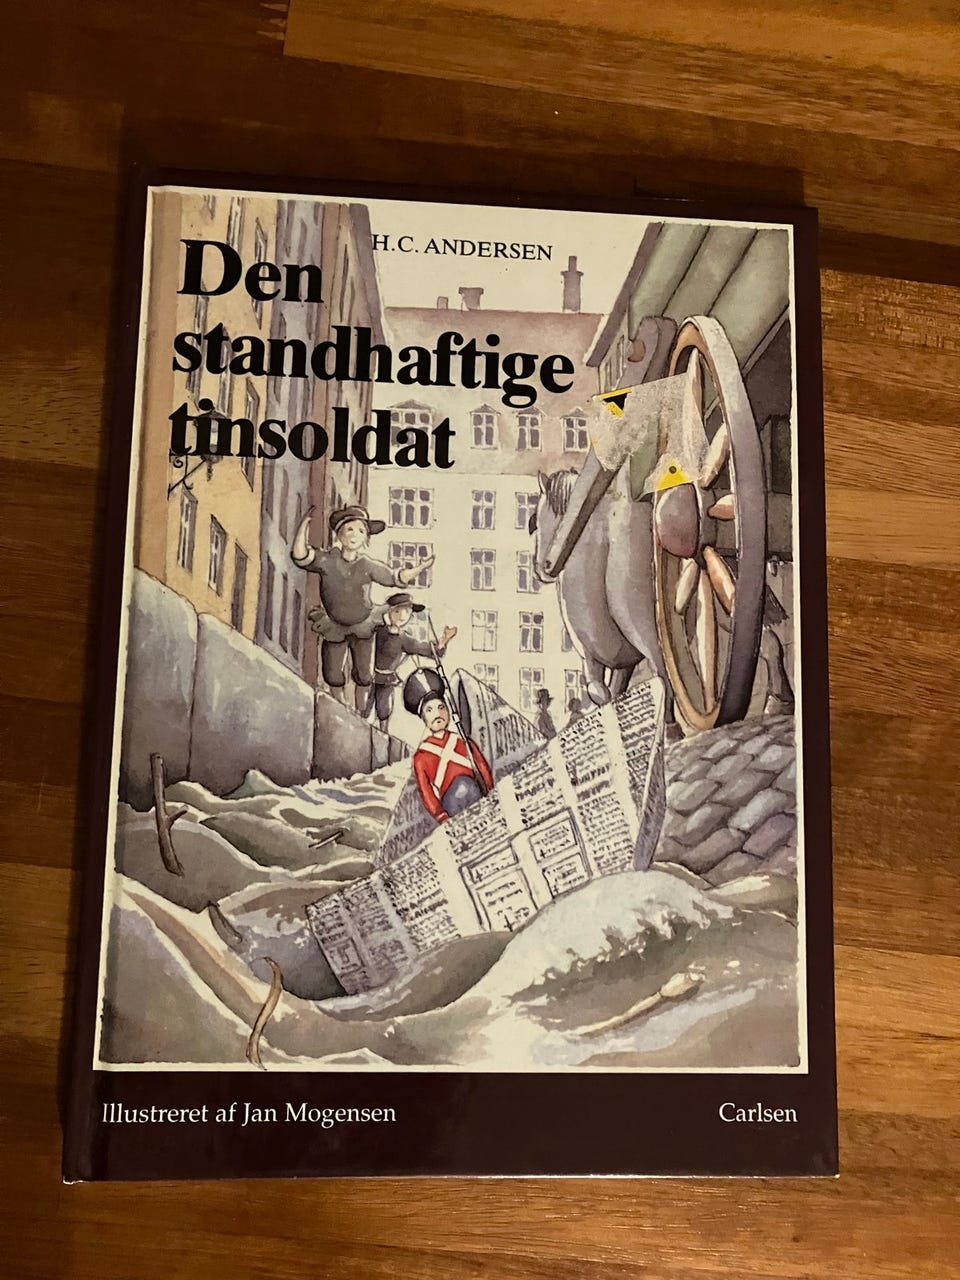 H.C. ANDERSEN
Den
standhaftige
tinsoldat
Illustreret af Jan Mogensen
Carlsen